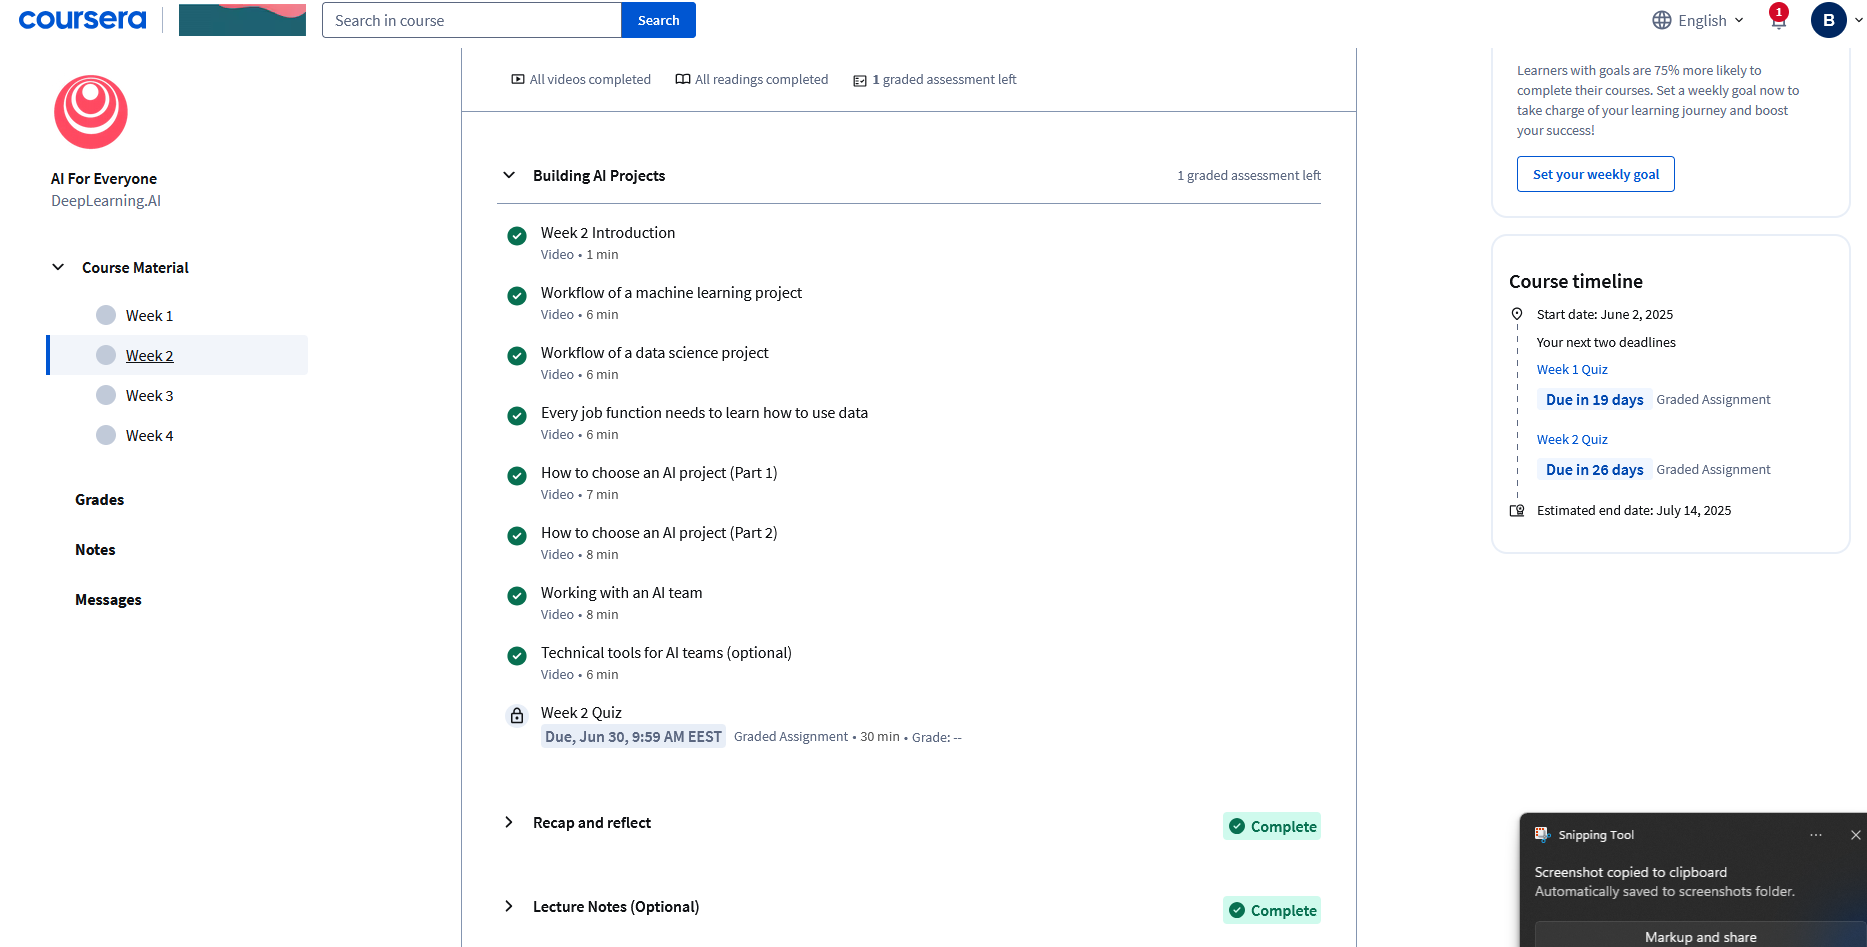 coursera
Search in course
Search
English
1
B
AI For Everyone
DeepLearning.AI
Course Material
Week 1
Week 2
Week 3
Week 4
Grades
Notes
Messages
All videos completed
All readings completed
1 graded assessment left
Building AI Projects
1 graded assessment left
Week 2 Introduction
Video • 1 min
Workflow of a machine learning project
Video • 6 min
Workflow of a data science project
Video • 6 min
Every job function needs to learn how to use data
Video • 6 min
How to choose an AI project (Part 1)
Video • 7 min
How to choose an AI project (Part 2)
Video • 8 min
Working with an AI team
Video • 8 min
Technical tools for AI teams (optional)
Video • 6 min
Week 2 Quiz
Due, Jun 30, 9:59 AM EEST Graded Assignment • 30 min • Grade: --
Recap and reflect
Complete
Lecture Notes (Optional)
Complete
Learners with goals are 75% more likely to
complete their courses. Set a weekly goal now to
take charge of your learning journey and boost
your success!
Set your weekly goal
Course timeline
Start date: June 2, 2025
Your next two deadlines
Week 1 Quiz
Due in 19 days Graded Assignment
Week 2 Quiz
Due in 26 days Graded Assignment
Estimated end date: July 14, 2025
Snipping Tool
Screenshot copied to clipboard
Automatically saved to screenshots folder.
Markup and share